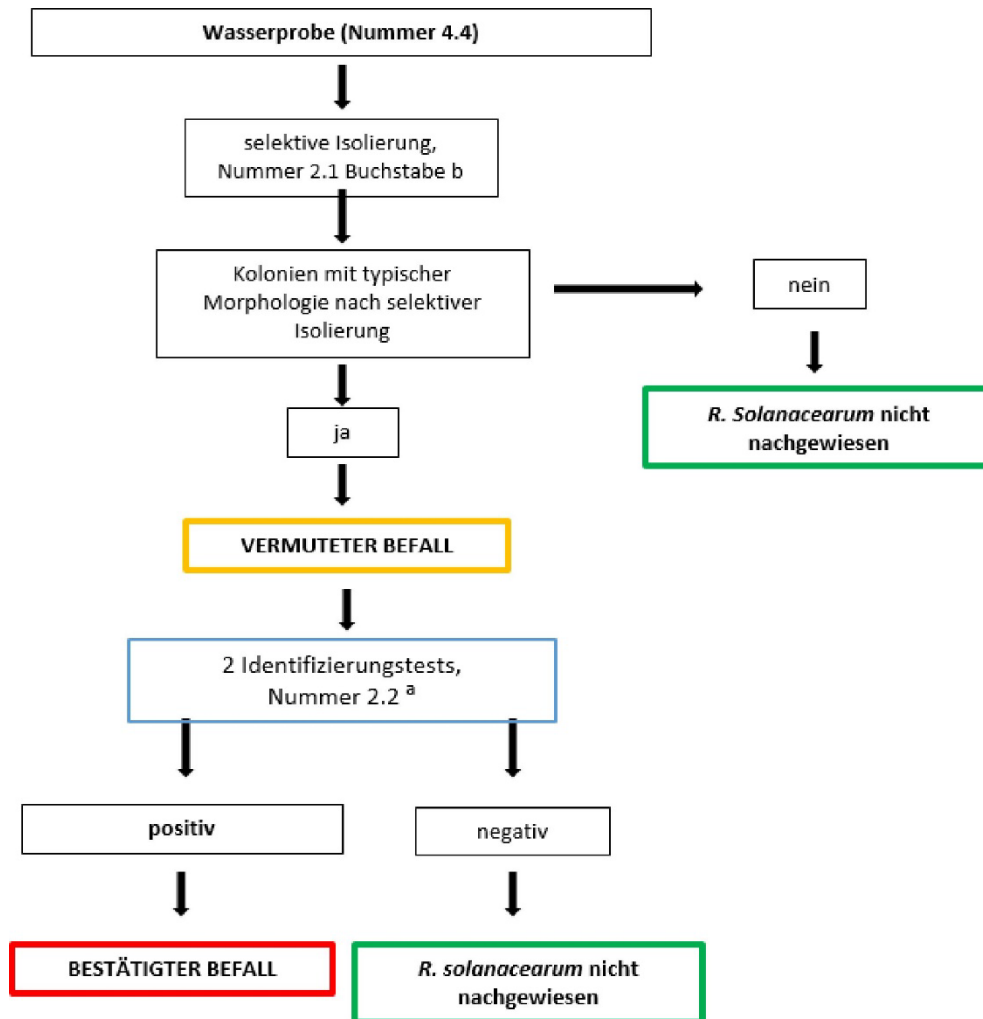 Wasserprobe (Nummer 4.4)
selektive Isolierung,
Nummer 2.1 Buchstabe b
Kolonien mit typischer
Morphologie nach selektiver
Isolierung
nein
R. Solanacearum nicht
nachgewiesen
ja
VERMUTETER BEFALL
2 Identifizierungstests,
Nummer 2.2 a
positiv
negativ
BESTÄTIGTER BEFALL
R. solanacearum nicht
nachgewiesen